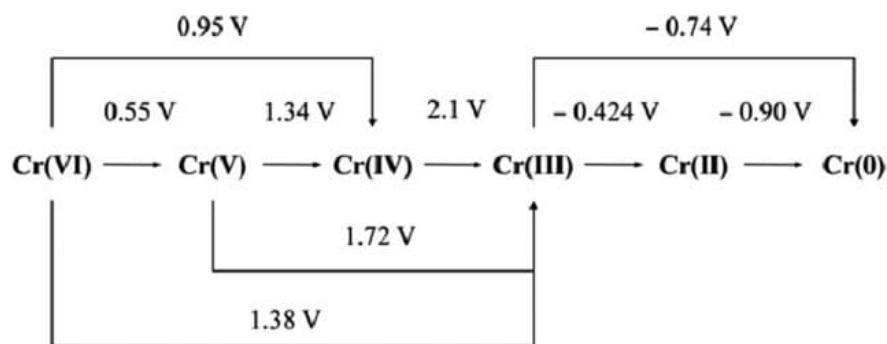 0.95 V – 0.74 V
0.55 V 1.34 V 2.1 V – 0.424 V – 0.90 V
Cr(VI) Cr(V) Cr(IV) Cr(III) Cr(II) Cr(0)
1.72 V
1.38 V